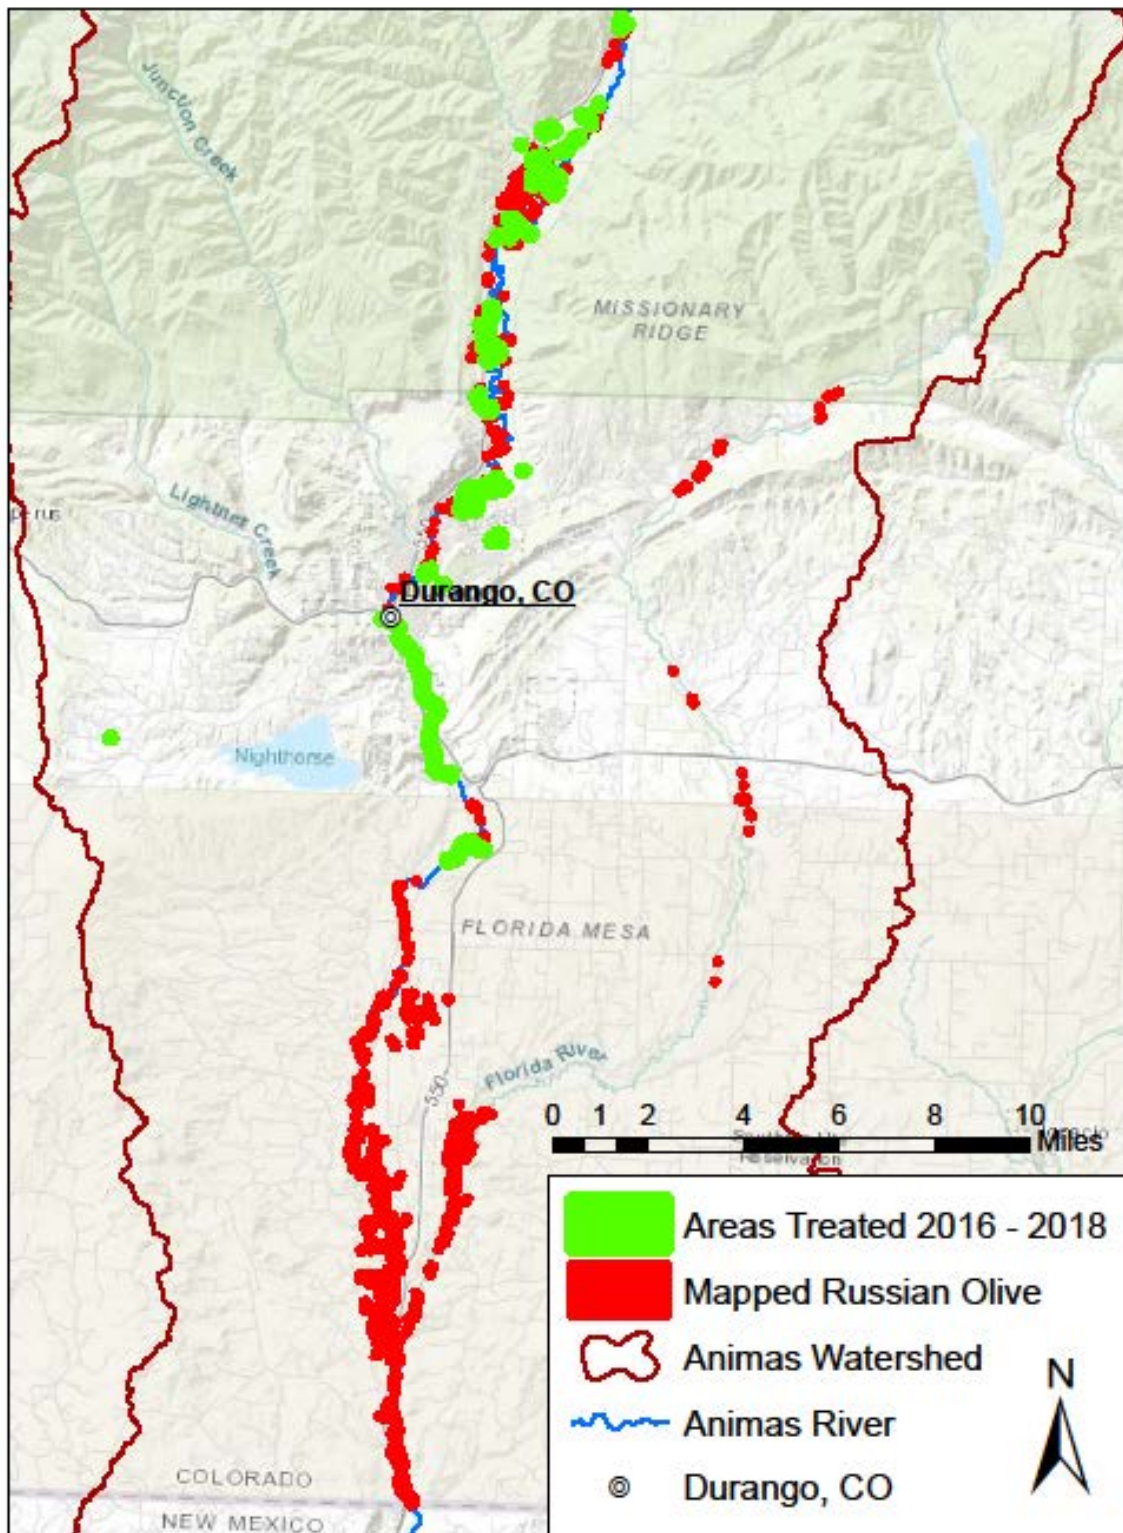 Junction Creek
MISSIONARY
RIDGE
Lightner Creek
Durango, CO
Nighthorse
FLORIDA MESA
Florida River
550
0 1 2 4 6 8 10
Miles
Areas Treated 2016 - 2018
Mapped Russian Olive
Animas Watershed
Animas River
Durango, CO
N
COLORADO
NEW MEXICO